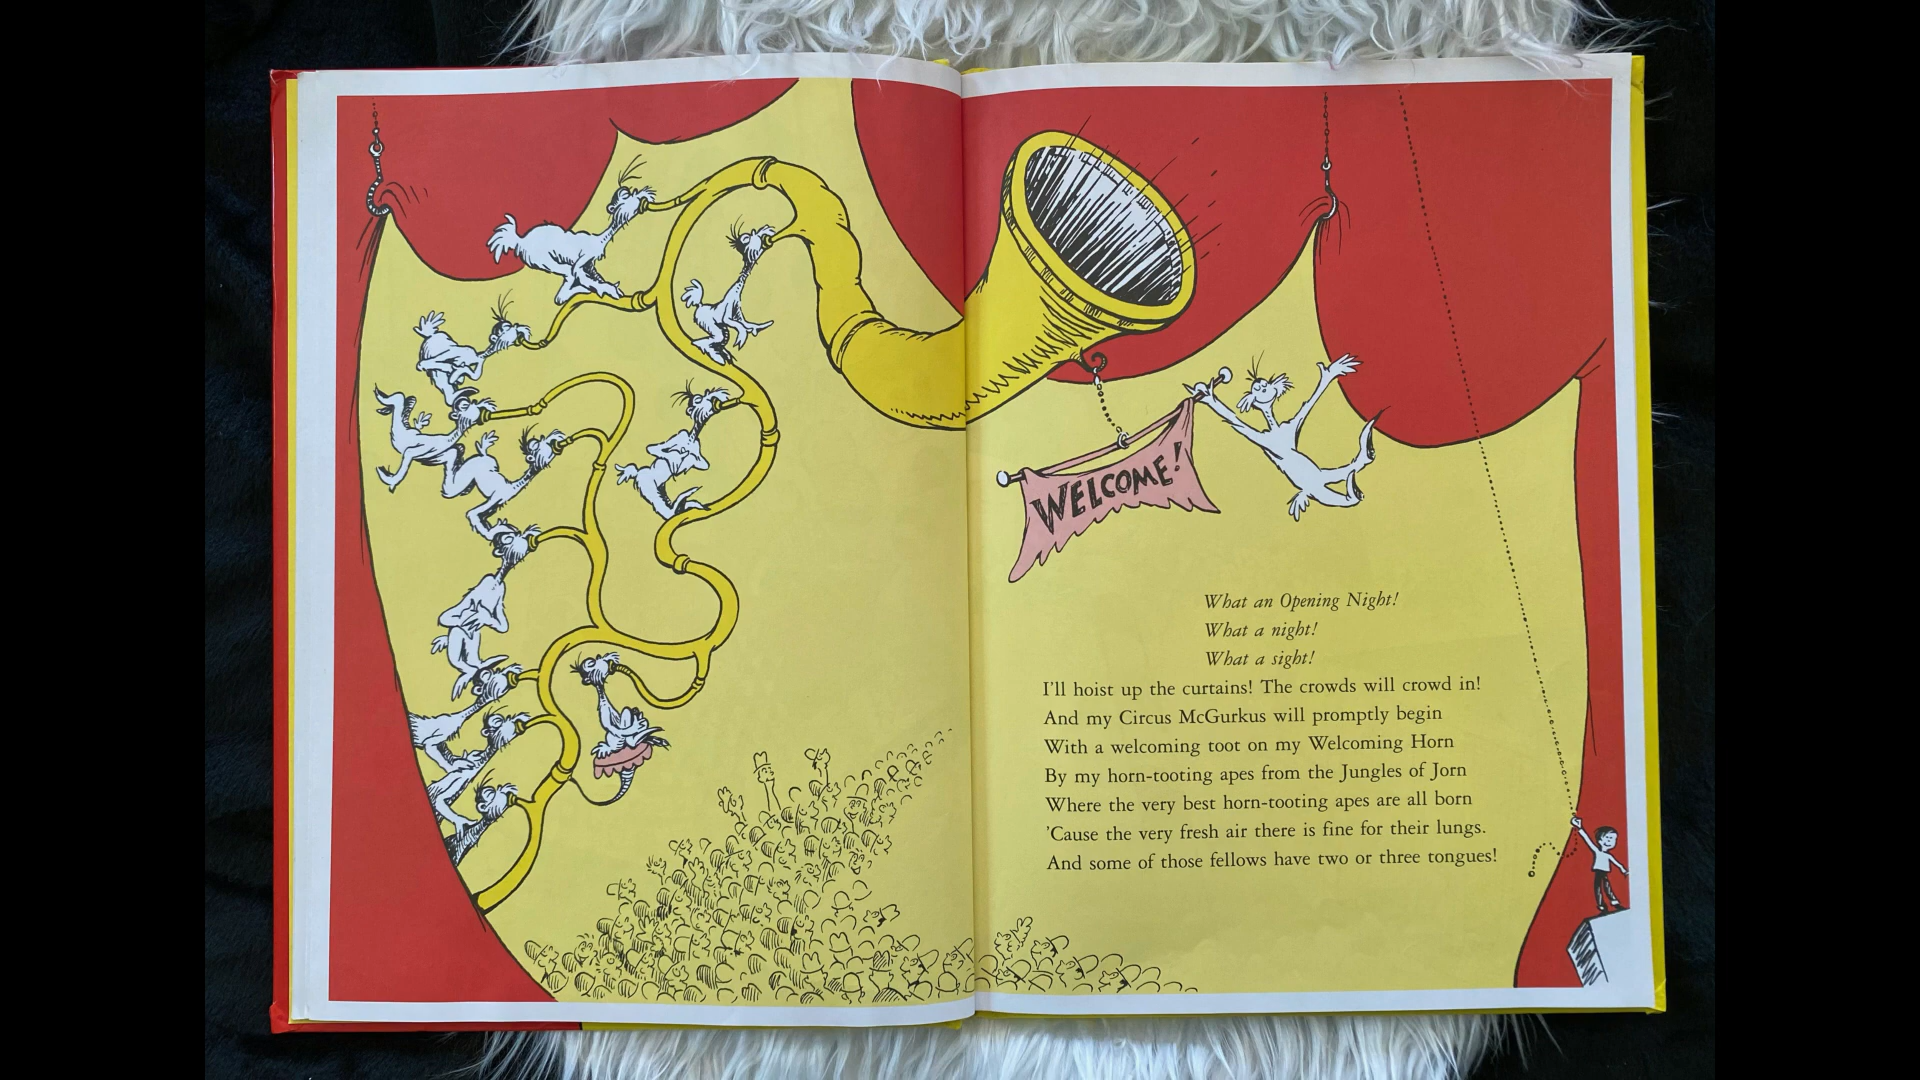 WELCOME!
What an Opening Night!
What a night!
What a sight!
I'll hoist up the curtains! The crowds will crowd in!
And my Circus McGurkus will promptly begin
With a welcoming toot on my Welcoming Horn
By my horn-tooting apes from the Jungles of Jorn
Where the very best horn-tooting apes are all born
'Cause the very fresh air there is fine for their lungs.
And some of those fellows have two or three tongues!